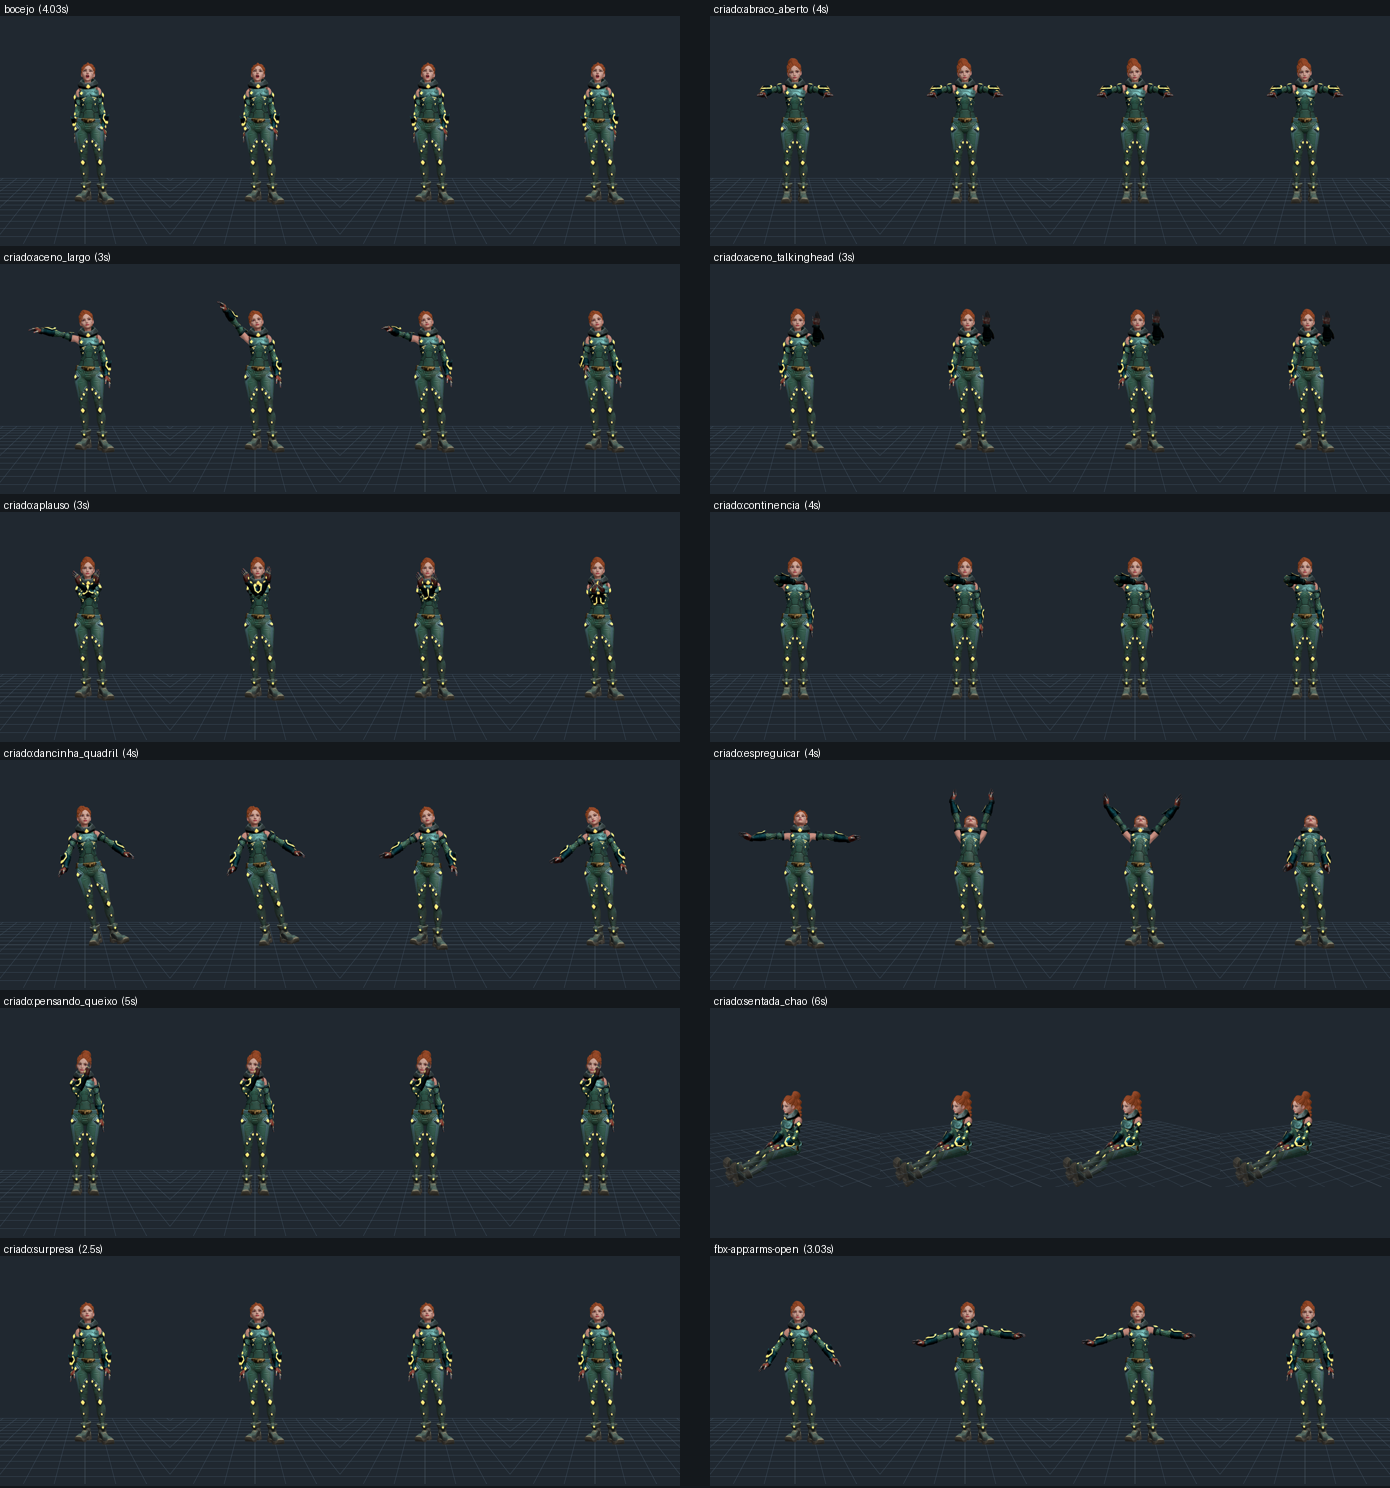 bocejo (4.03s)
criado:abraco_aberto (4s)
criado:aceno_largo (3s)
criado:aceno_talkinghead (3s)
criado:aplauso (3s)
criado:continencia (4s)
criado:dancinha_quadril (4s)
criado:espreguicar (4s)
criado:pensando_queixo (5s)
criado:sentada_chao (6s)
criado:surpresa (2.5s)
fbx-app:arms-open (3.03s)